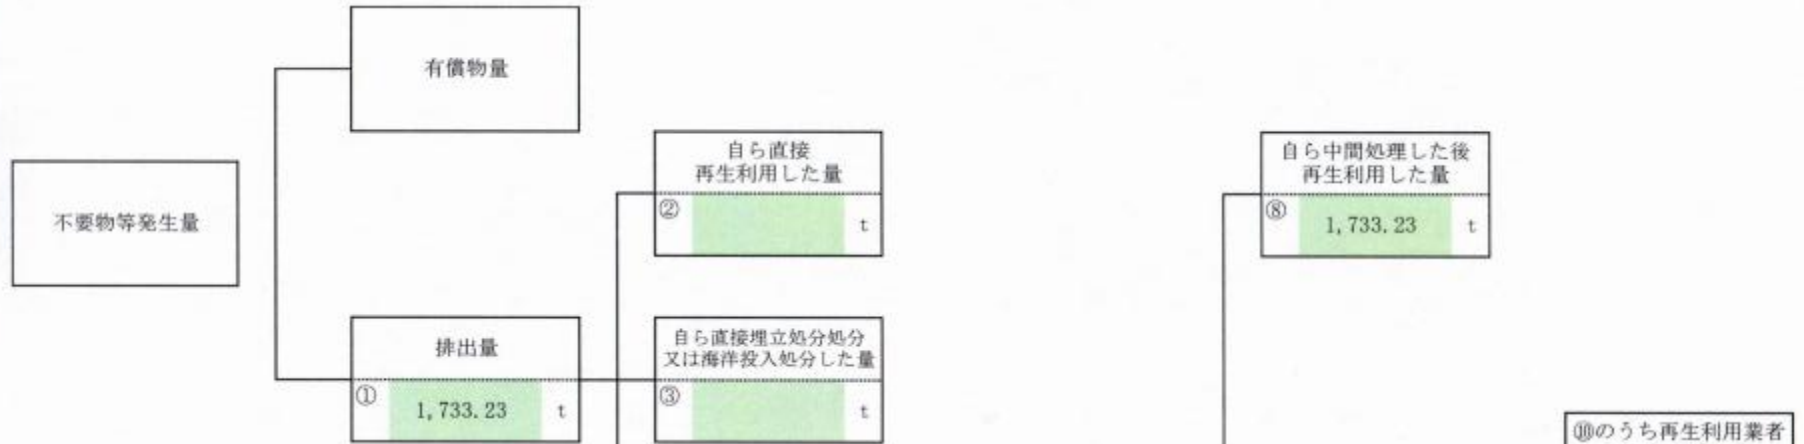 有償物量
自ら直接
再生利用した量
② t
自ら中間処理した後
再生利用した量
⑧ 1,733.23 t
不要物等発生量
排出量
① 1,733.23 t
自ら直接埋立処分処分
又は海洋投入処分した量
③ t
⑩のうち再生利用業者